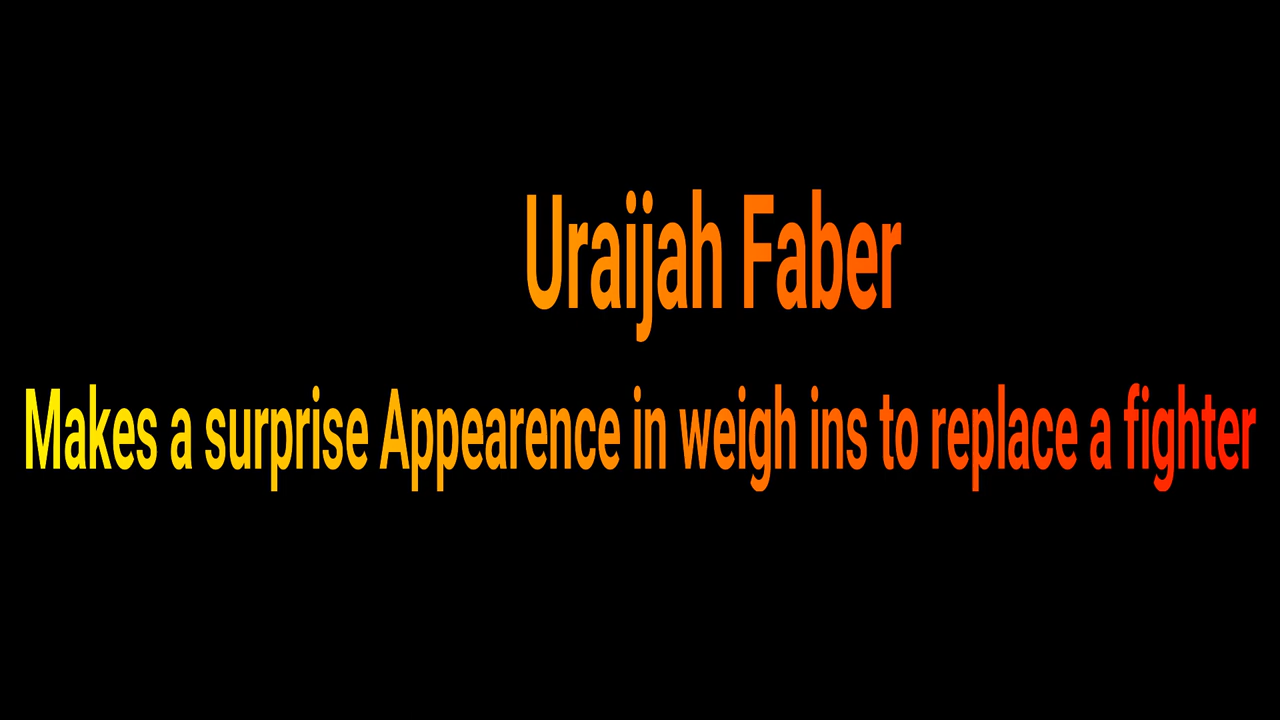 Uraijah Faber
Makes a surprise Appearence in weigh ins to replace a fighter